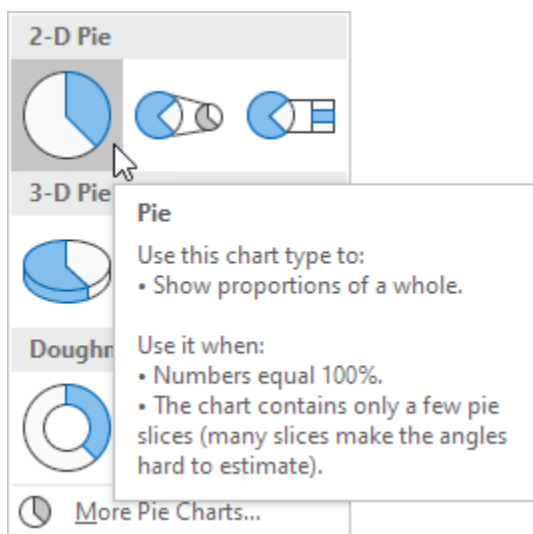 2-D Pie
3-D Pie
Pie
Use this chart type to:
• Show proportions of a whole.
Use it when:
• Numbers equal 100%.
• The chart contains only a few pie
slices (many slices make the angles
hard to estimate).
Doughn
More Pie Charts...